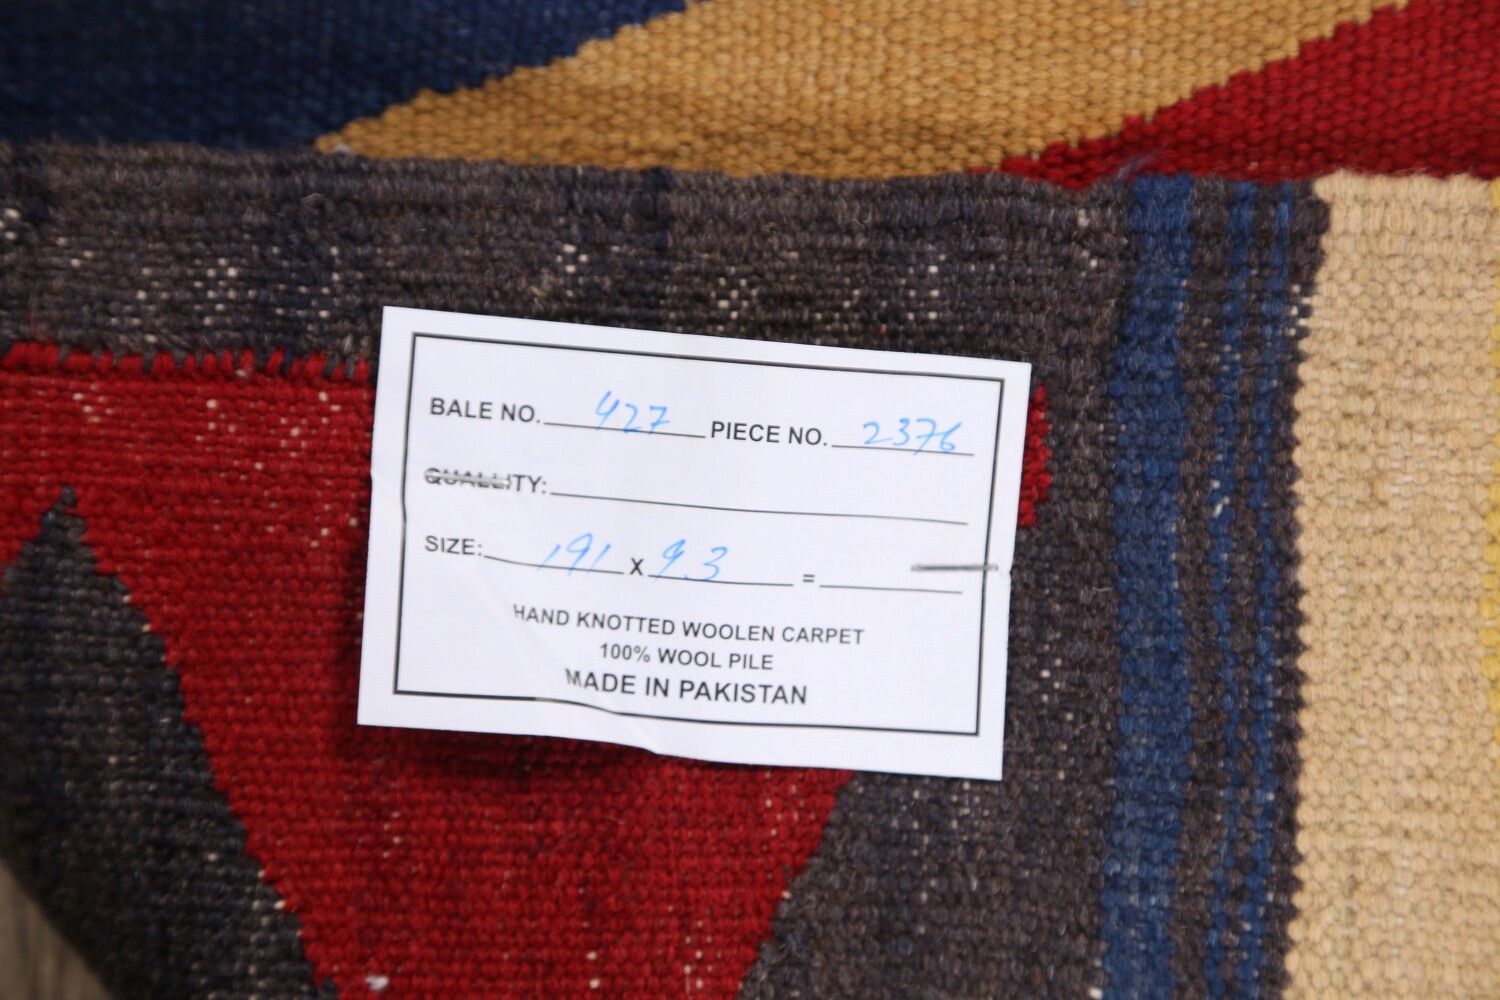 BALE NO. 427 PIECE NO. 2376
QUALLITY:
SIZE: 191 X 93 =
HAND KNOTTED WOOLEN CARPET
100% WOOL PILE
MADE IN PAKISTAN